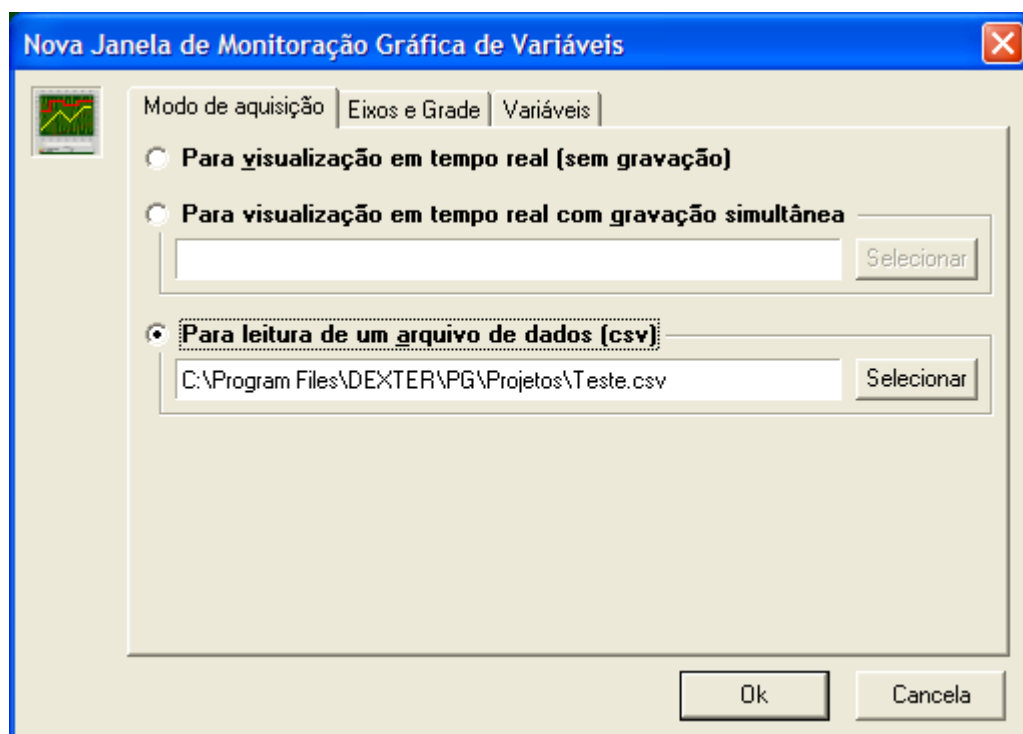 Nova Janela de Monitoração Gráfica de Variáveis
Modo de aquisição Eixos e Grade Variáveis
Para visualização em tempo real (sem gravação)
Para visualização em tempo real com gravação simultânea
Selecionar
Para leitura de um arquivo de dados (csv)
C:\Program Files\DEXTER\PG\Projetos\Teste.csv Selecionar
Ok Cancela